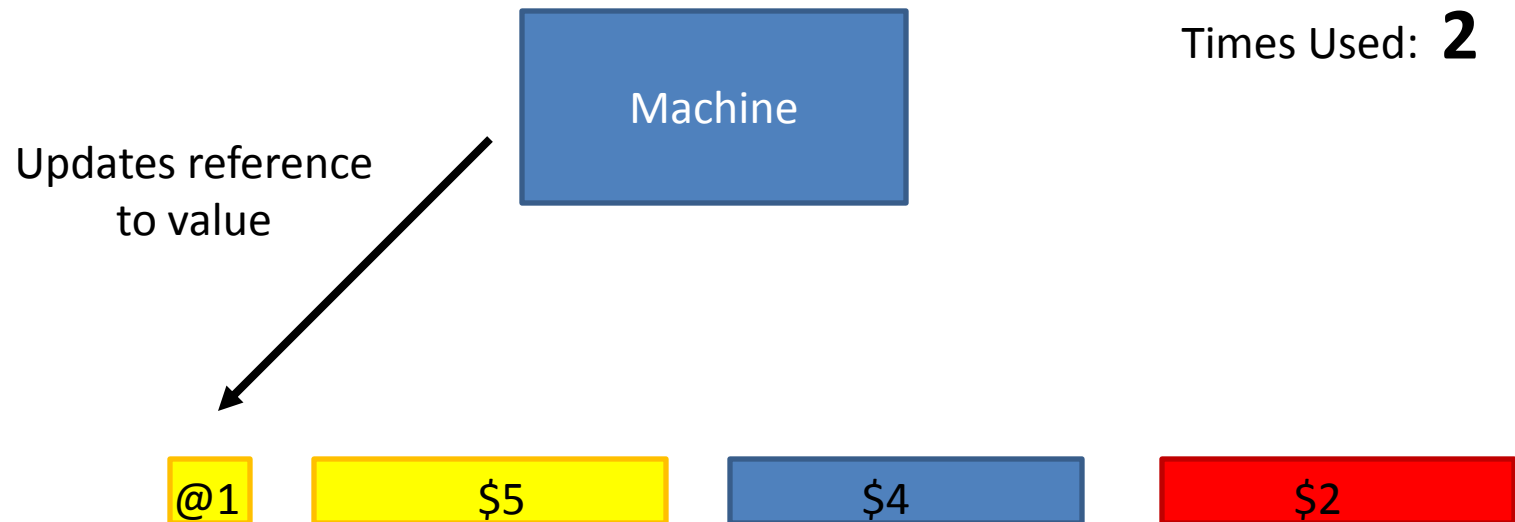 Times Used: 2
Machine
Updates reference
to value
@1 $5 $4 $2